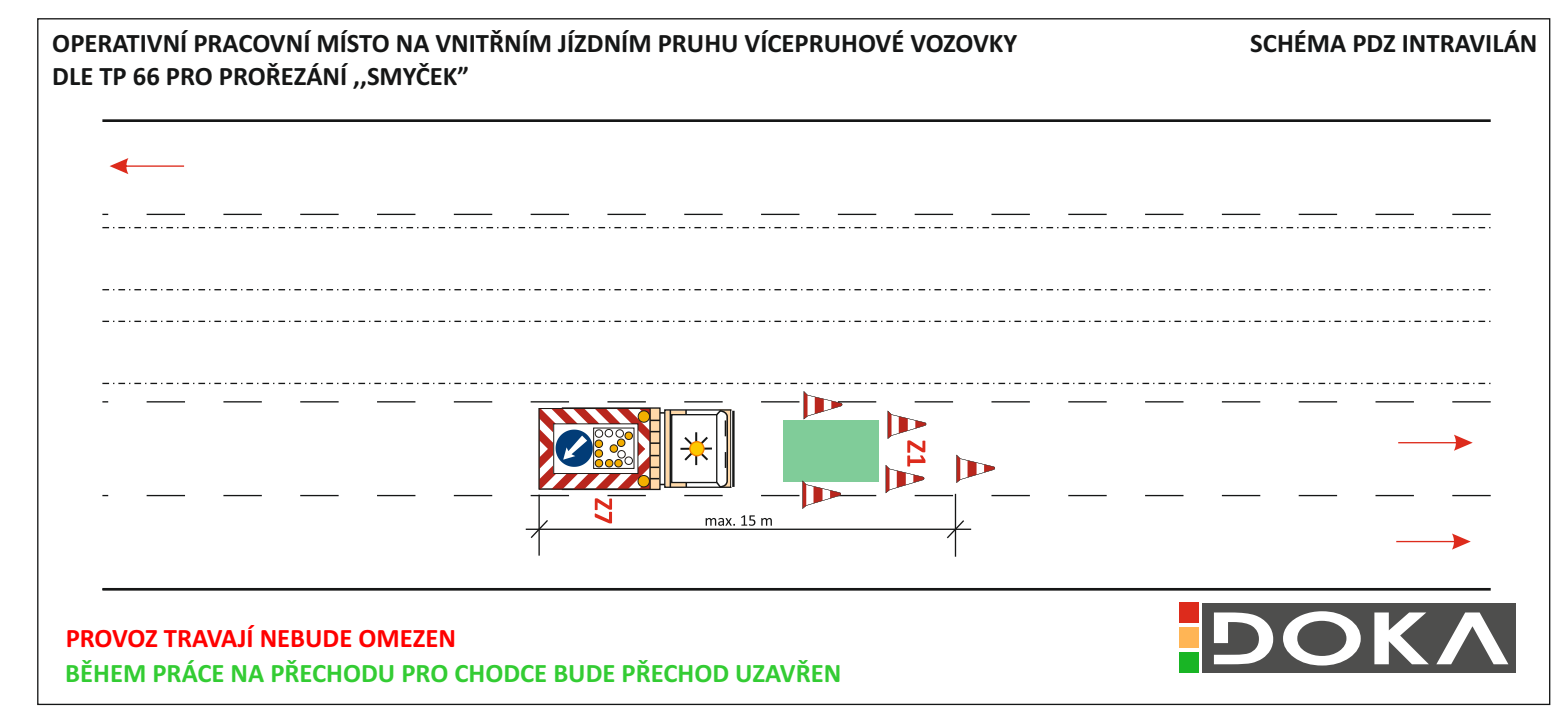 OPERATIVNÍ PRACOVNÍ MÍSTO NA VNITŘNÍM JÍZDNÍM PRUHU VÍCEPRUHOVÉ VOZOVKY
SCHÉMA PDZ INTRAVILÁN
DLE TP 66 PRO PROŘEZÁNÍ ,,SMYČEK”
Z1
Z7
max. 15 m
PROVOZ TRAVAJÍ NEBUDE OMEZEN
BĚHEM PRÁCE NA PŘECHODU PRO CHODCE BUDE PŘECHOD UZAVŘEN
DOKA